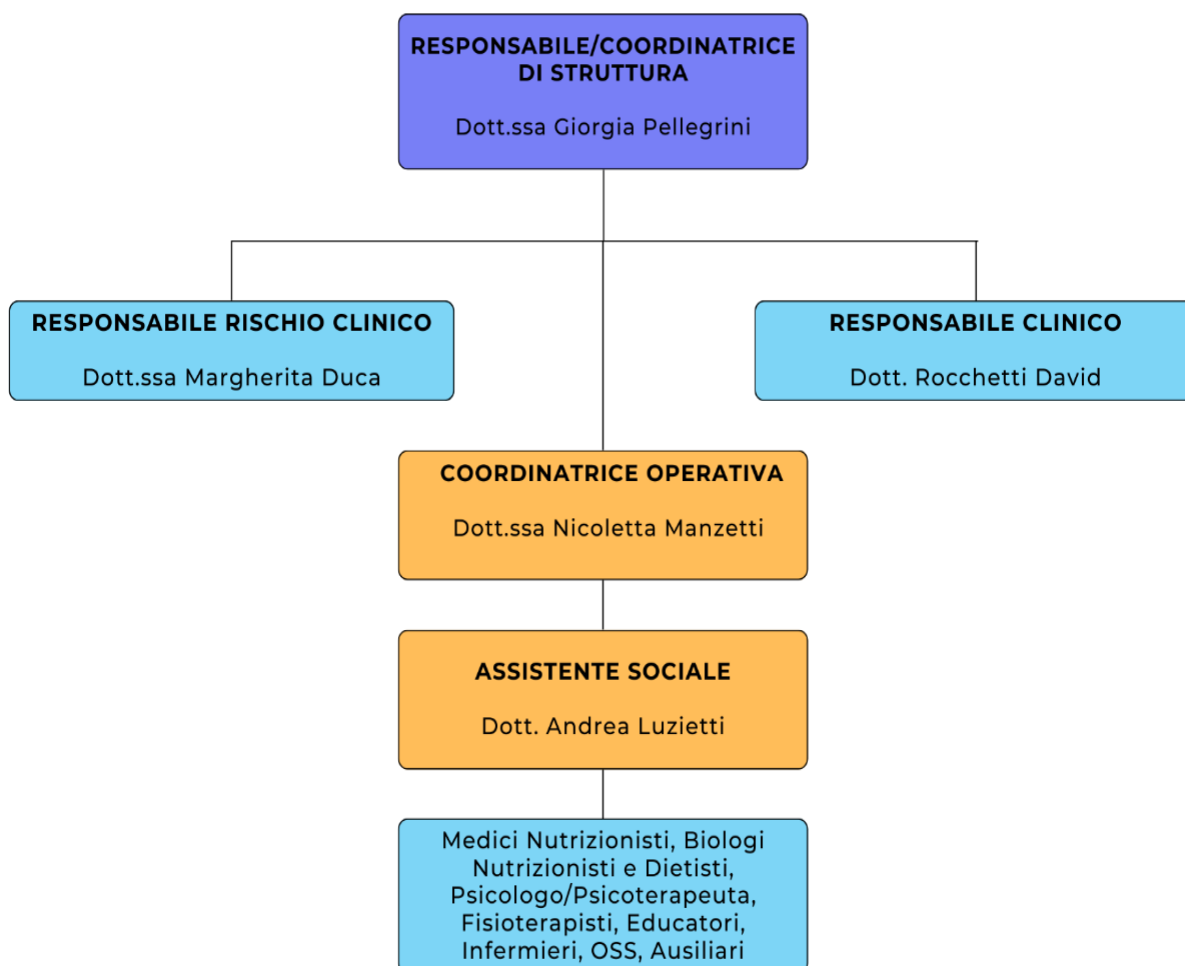 RESPONSABILE/COORDINATRICE
DI STRUTTURA
Dott.ssa Giorgia Pellegrini
RESPONSABILE RISCHIO CLINICO
Dott.ssa Margherita Duca
RESPONSABILE CLINICO
Dott. Rocchetti David
COORDINATRICE OPERATIVA
Dott.ssa Nicoletta Manzetti
ASSISTENTE SOCIALE
Dott. Andrea Luzietti
Medici Nutrizionisti, Biologi
Nutrizionisti e Dietisti,
Psicologo/Psicoterapeuta,
Fisioterapisti, Educatori,
Infermieri, OSS, Ausiliari